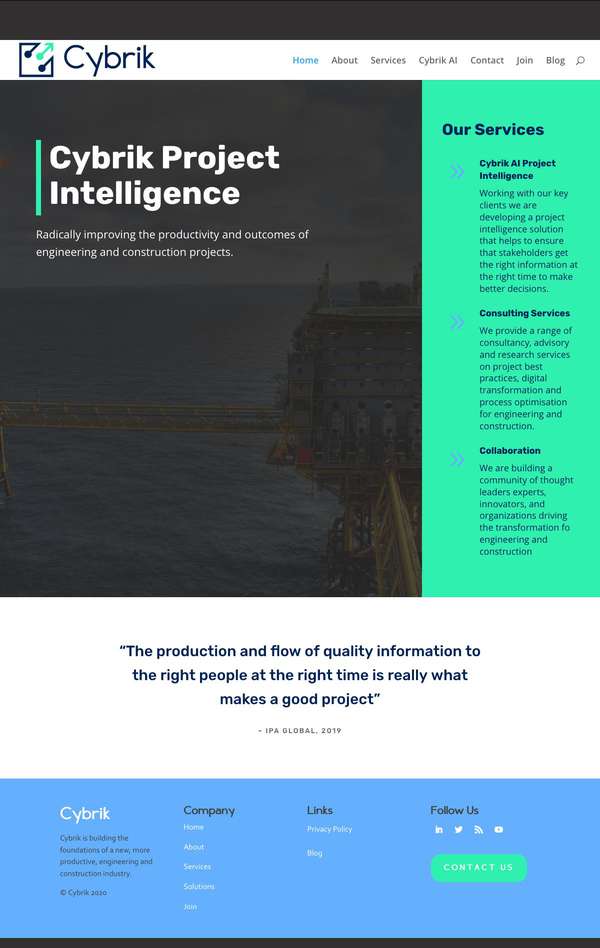 Cybrik
Home About Services Cybrik AI Contact Join Blog
Cybrik Project
Intelligence
Radically improving the productivity and outcomes of
engineering and construction projects.
Our Services
Cybrik AI Project
Intelligence
Working with our key
clients we are
developing a project
intelligence solution
that helps to ensure
that stakeholders get
the right information at
the right time to make
better decisions.
Consulting Services
We provide a range of
consultancy, advisory
and research services
on project best
practices, digital
transformation and
process optimisation
for engineering and
construction.
Collaboration
We are building a
community of thought
leaders experts,
innovators, and
organizations driving
the transformation fo
engineering and
construction
“The production and flow of quality information to
the right people at the right time is really what
makes a good project”
– IPA GLOBAL, 2019
Cybrik
Cybrik is building the
foundations of a new, more
productive, engineering and
construction industry.
© Cybrik 2020
Company
Home
About
Services
Solutions
Join
Links
Privacy Policy
Blog
Follow Us
CONTACT US